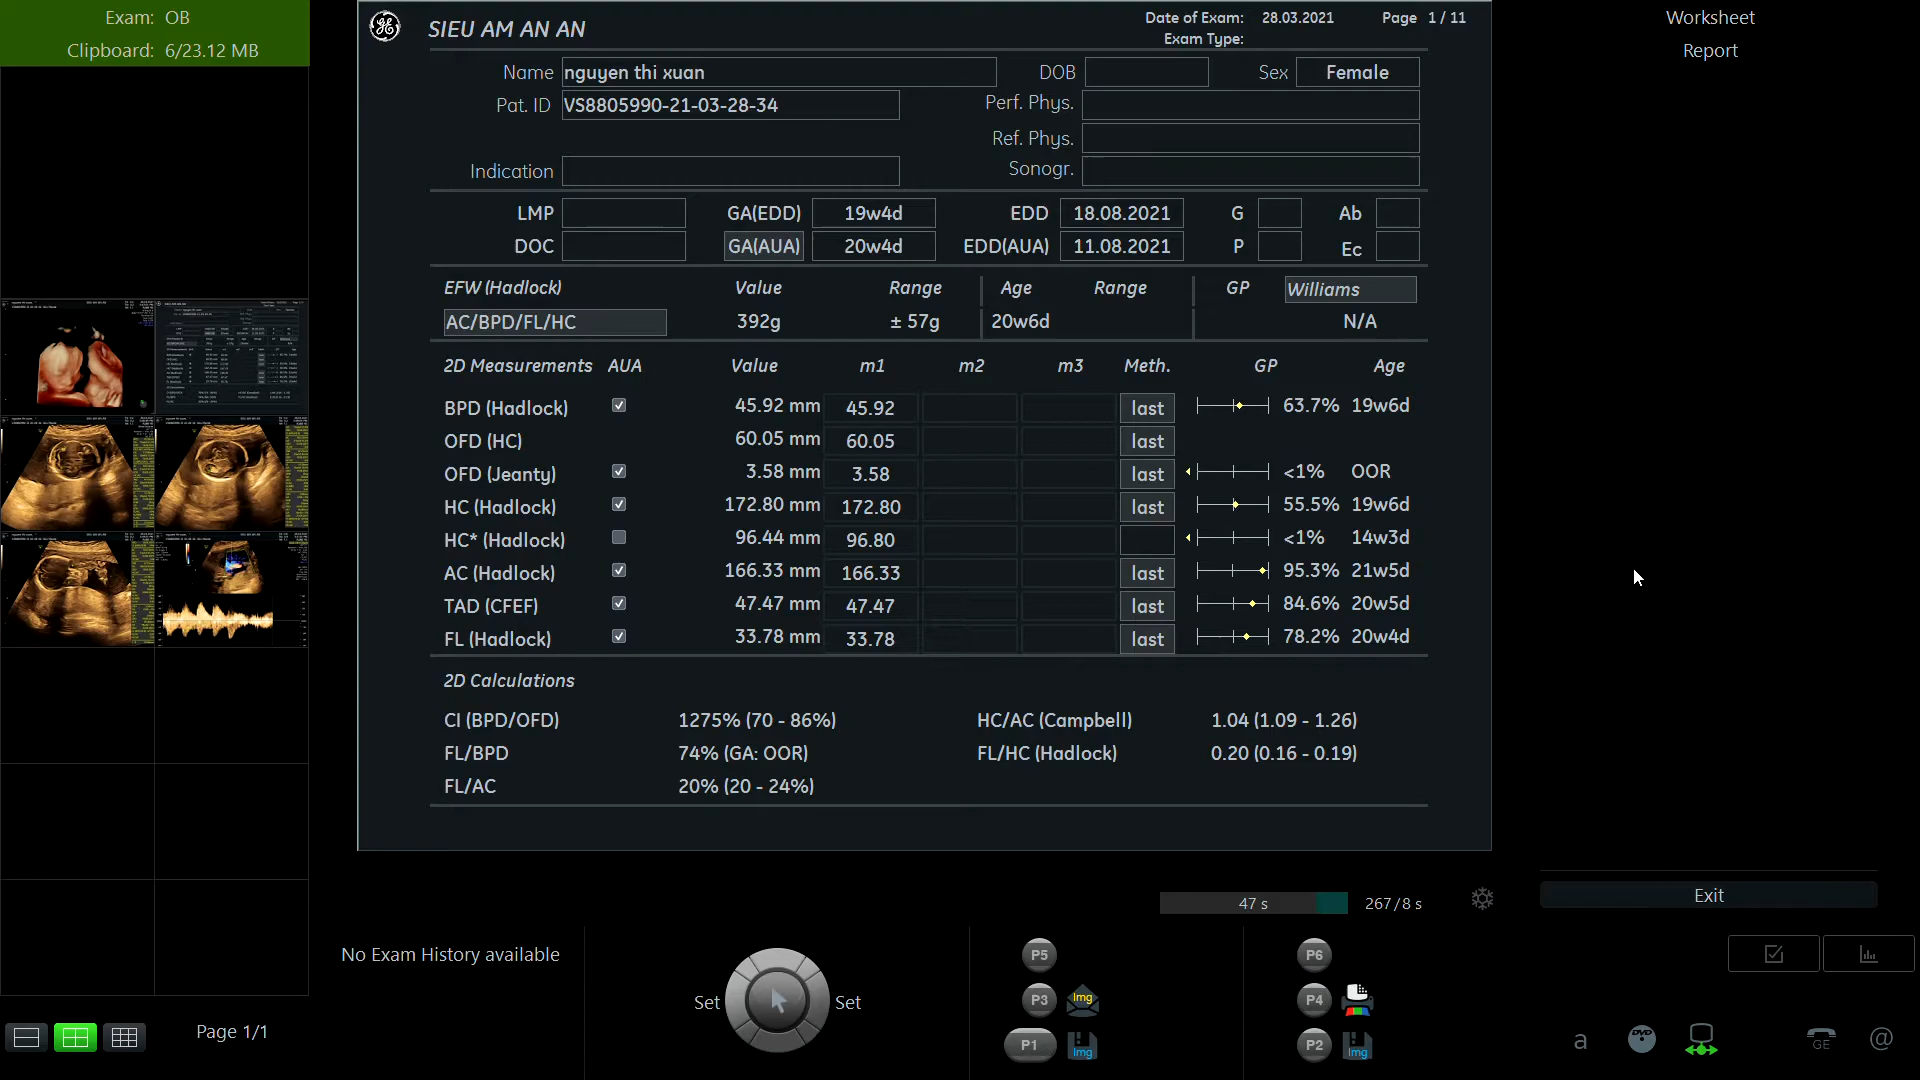 Exam: OB
Clipboard: 6/23.12 MB
SIEU AM AN AN
Date of Exam: 28.03.2021 Page 1 / 11
Exam Type:
Name nguyen thi xuan DOB Sex Female
Pat. ID VS8805990-21-03-28-34 Perf. Phys.
Ref. Phys.
Indication Sonogr.
LMP GA(EDD) 19w4d EDD 18.08.2021 G Ab
DOC GA(AUA) 20w4d EDD(AUA) 11.08.2021 P Ec
EFW (Hadlock) Value Range Age Range GP Williams
AC/BPD/FL/HC 392g ± 57g 20w6d N/A
2D Measurements AUA Value m1 m2 m3 Meth. GP Age
BPD (Hadlock) 45.92 mm 45.92 last 63.7% 19w6d
OFD (HC) 60.05 mm 60.05 last
OFD (Jeanty) 3.58 mm 3.58 last <1% OOR
HC (Hadlock) 172.80 mm 172.80 last 55.5% 19w6d
HC* (Hadlock) 96.44 mm 96.80 <1% 14w3d
AC (Hadlock) 166.33 mm 166.33 last 95.3% 21w5d
TAD (CFEF) 47.47 mm 47.47 last 84.6% 20w5d
FL (Hadlock) 33.78 mm 33.78 last 78.2% 20w4d
2D Calculations
CI (BPD/OFD) 1275% (70 - 86%) HC/AC (Campbell) 1.04 (1.09 - 1.26)
FL/BPD 74% (GA: OOR) FL/HC (Hadlock) 0.20 (0.16 - 0.19)
FL/AC 20% (20 - 24%)
Worksheet
Report
47 s 267/8 s
Exit
No Exam History available
Set Set
P5 P6
P3 Img P4
P1 Img P2 Img
Page 1/1
a DVD GE @